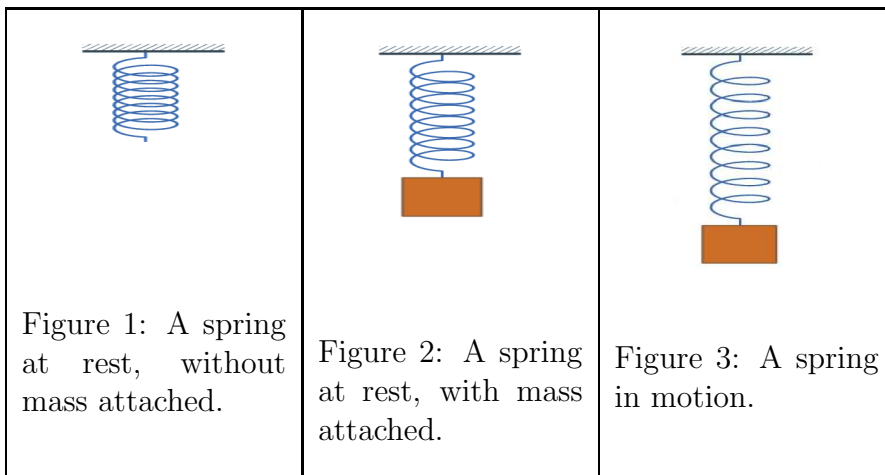 Figure 1: A spring
at rest, without
mass attached.
Figure 2: A spring
at rest, with mass
attached.
Figure 3: A spring
in motion.